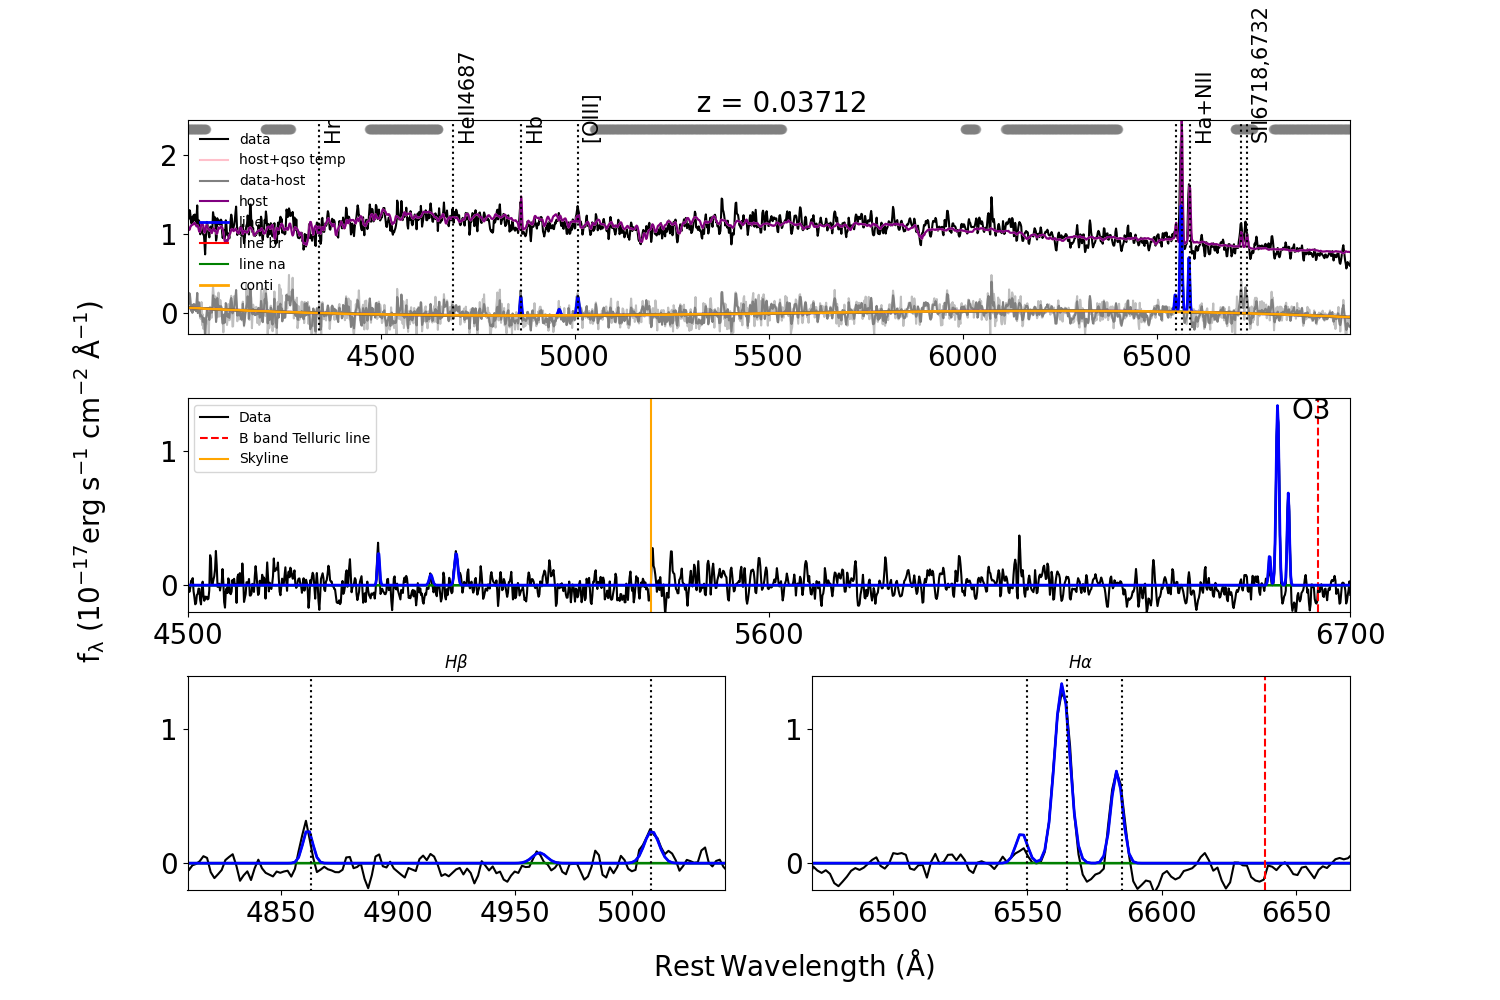 z = 0.03712
Hr
HeII4687
Hb
[OIII]
Ha+NII
SII6718,6732
data
host+qso temp
data-host
host
line
line br
line na
conti
2
1
0
4500 5000 5500 6000 6500
Data
B band Telluric line
Skyline
O3
1
0
4500 5600 6700
fλ (10⁻¹⁷erg s⁻¹ cm⁻² Å⁻¹)
Hβ
1
0
4850 4900 4950 5000
Hα
1
0
6500 6550 6600 6650
Rest Wavelength (Å)